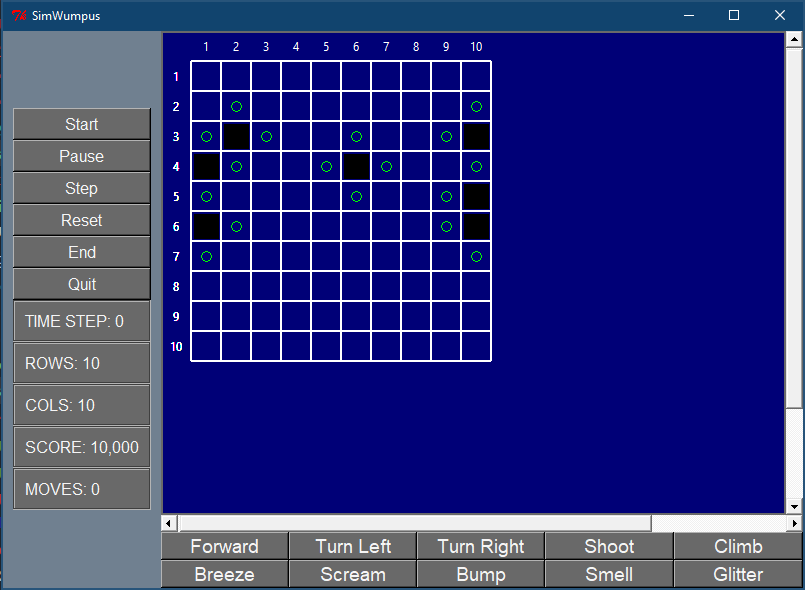 SimWumpus
1 2 3 4 5 6 7 8 9 10
1
2
3
4
5
6
7
8
9
10
Start
Pause
Step
Reset
End
Quit
TIME STEP: 0
ROWS: 10
COLS: 10
SCORE: 10,000
MOVES: 0
Forward Turn Left Turn Right Shoot Climb
Breeze Scream Bump Smell Glitter